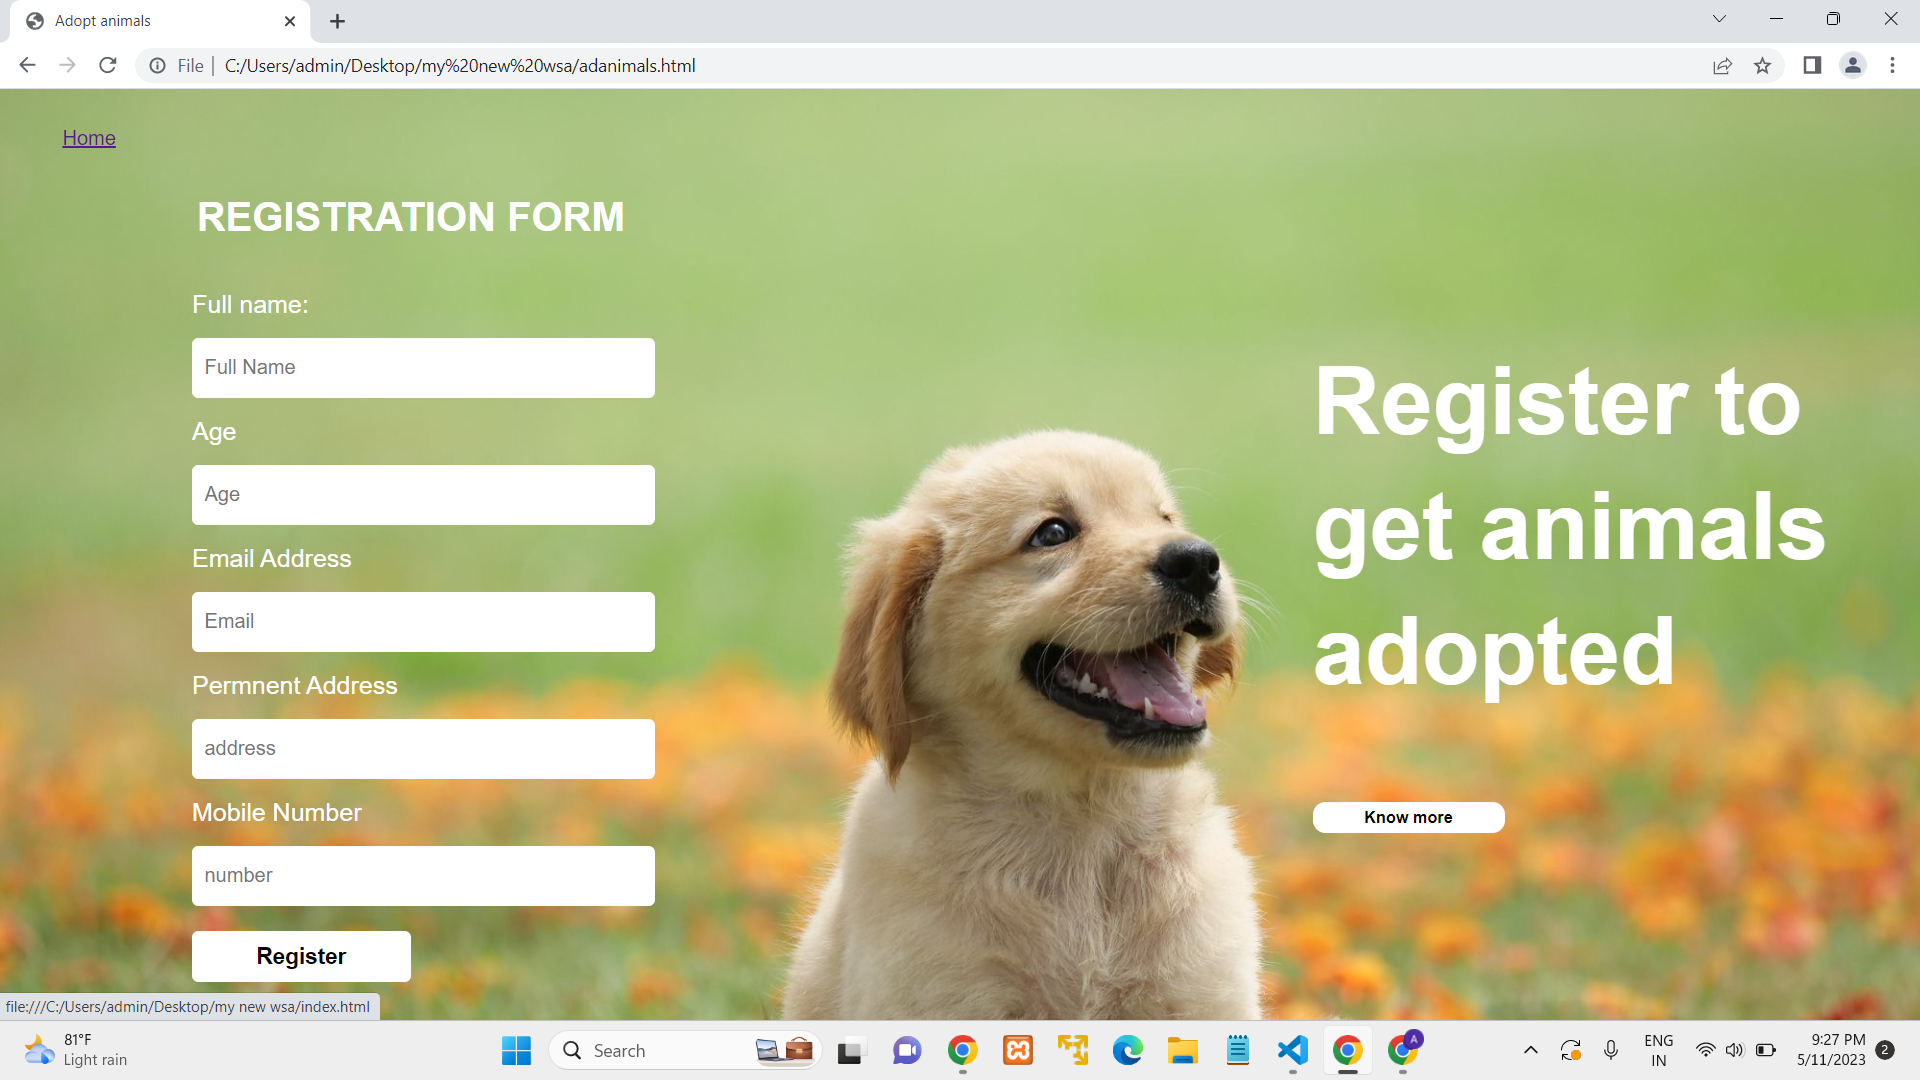 Adopt animals
File
C:/Users/admin/Desktop/my%20new%20wsa/adanimals.html
Home
REGISTRATION FORM
Full name:
Full Name
Age
Age
Email Address
Email
Permnent Address
address
Mobile Number
number
Register
Register to
get animals
adopted
Know more
file:///C:/Users/admin/Desktop/my new wsa/index.html
81°F
Light rain
Search
A
ENG
IN
9:27 PM
5/11/2023
2